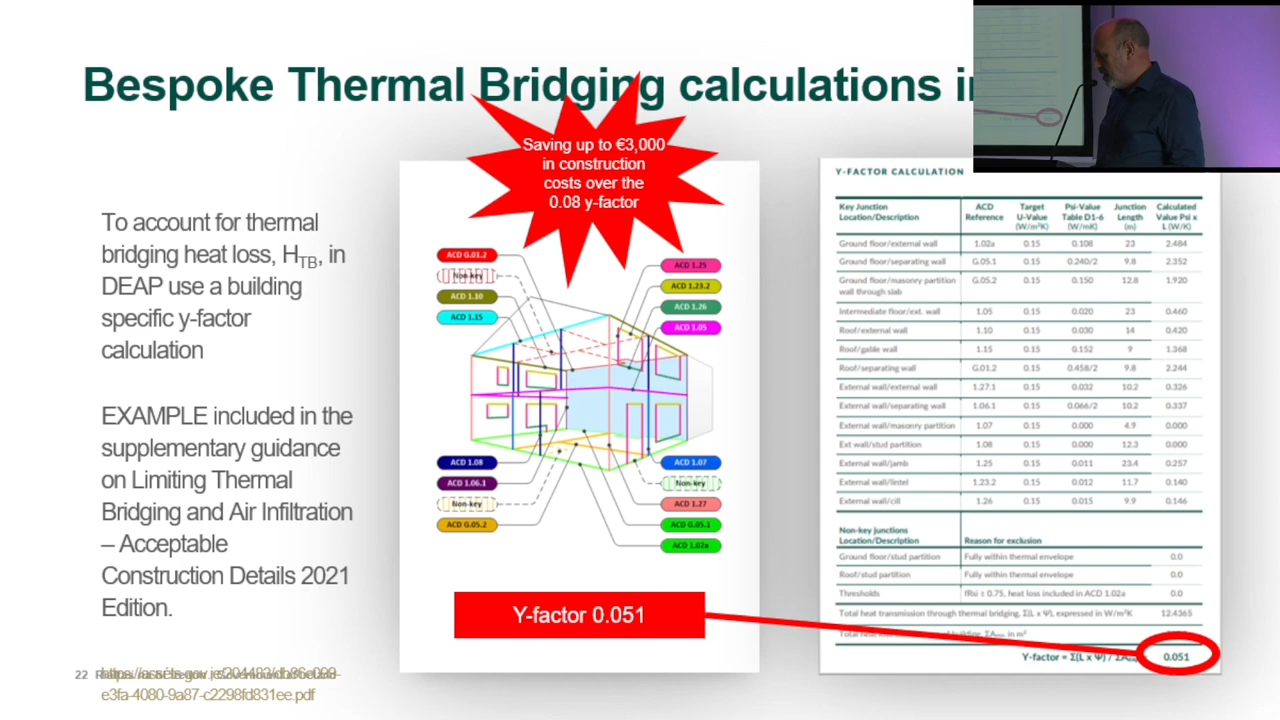 Bespoke Thermal Bridging calculations in
Saving up to €3,000
in construction
costs over the
0.08 y-factor
To account for thermal
bridging heat loss, HTB, in
DEAP use a building
specific y-factor
calculation
EXAMPLE included in the
supplementary guidance
on Limiting Thermal
Bridging and Air Infiltration
– Acceptable
Construction Details 2021
Edition.
e3fa-4080-9a87-c2298fd831ee.pdf
22
ACD G.01.2
Non-key
ACD 1.10
ACD 1.15
ACD 1.25
ACD 1.23.2
ACD 1.26
ACD 1.05
ACD 1.08
ACD 1.06.1
Non-key
ACD G.05.2
ACD 1.07
Non-key
ACD 1.27
ACD G.05.1
ACD 1.02a
Y-factor 0.051
Y-FACTOR CALCULATION
Key Junction Location/Description ACD Reference Target U-Value (W/m²K) Psi-Value Table D1-6 (W/mK) Junction Length (m) Calculated Value Psi x L (W/K)
Ground floor/external wall 1.02a 0.15 0.108 23 2.484
Ground floor/separating wall G.05.1 0.15 0.240/2 9.8 2.352
Ground floor/masonry partition wall through slab G.05.2 0.15 0.150 12.8 1.920
Intermediate floor/ext. wall 1.05 0.15 0.020 23 0.460
Roof/external wall 1.10 0.15 0.030 14 0.420
Roof/gable wall 1.15 0.15 0.152 9 1.368
Roof/separating wall G.01.2 0.15 0.458/2 9.8 2.244
External wall/external wall 1.27.1 0.15 0.032 10.2 0.326
External wall/separating wall 1.06.1 0.15 0.066/2 10.2 0.337
External wall/masonry partition 1.07 0.15 0.000 4.9 0.000
Ext wall/stud partition 1.08 0.15 0.000 12.3 0.000
External wall/jamb 1.25 0.15 0.011 23.4 0.257
External wall/lintel 1.23.2 0.15 0.012 11.7 0.140
External wall/cill 1.26 0.15 0.015 9.9 0.146
Non-key junctions Location/Description Reason for exclusion
Ground floor/stud partition Fully within thermal envelope 0.0
Roof/stud partition Fully within thermal envelope 0.0
Thresholds fRsi ≥ 0.75, heat loss included in ACD 1.02a 0.0
Total heat transmission through thermal bridging, Σ(L x Ψ), expressed in W/m²K 12.4365
Total heat loss building, ΣAexp, in m²
Y-factor = Σ(L x Ψ) / ΣAexp 0.051